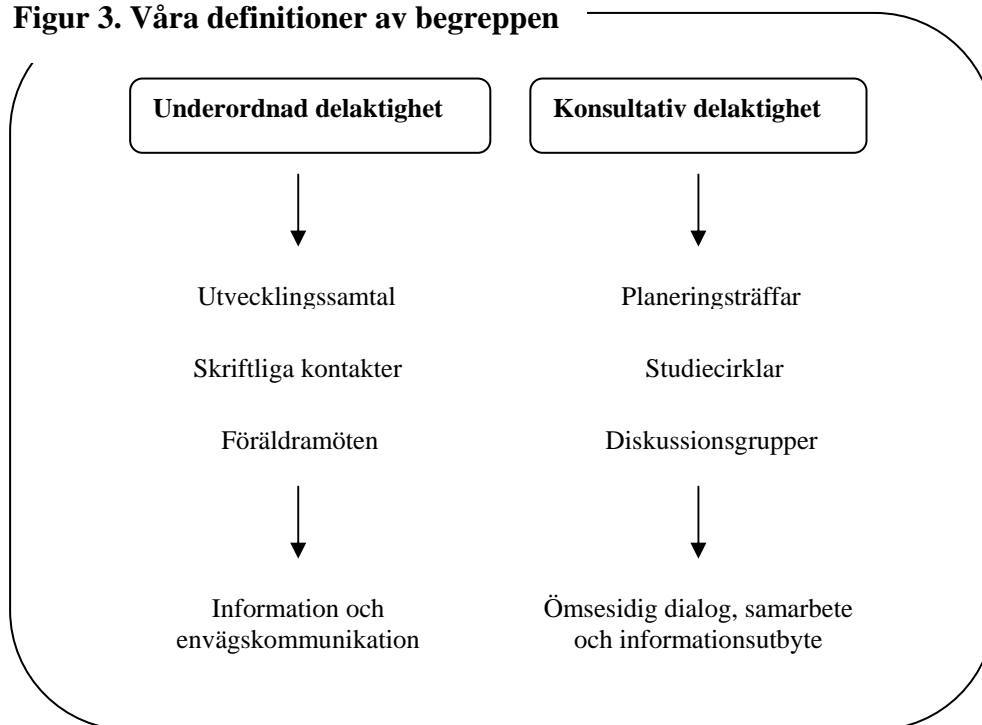 Figur 3. Våra definitioner av begreppen
Underordnad delaktighet
Utvecklingssamtal
Skriftliga kontakter
Föräldramöten
Information och
envägskommunikation
Konsultativ delaktighet
Planeringsträffar
Studiecirklar
Diskussionsgrupper
Ömsesidig dialog, samarbete
och informationsutbyte